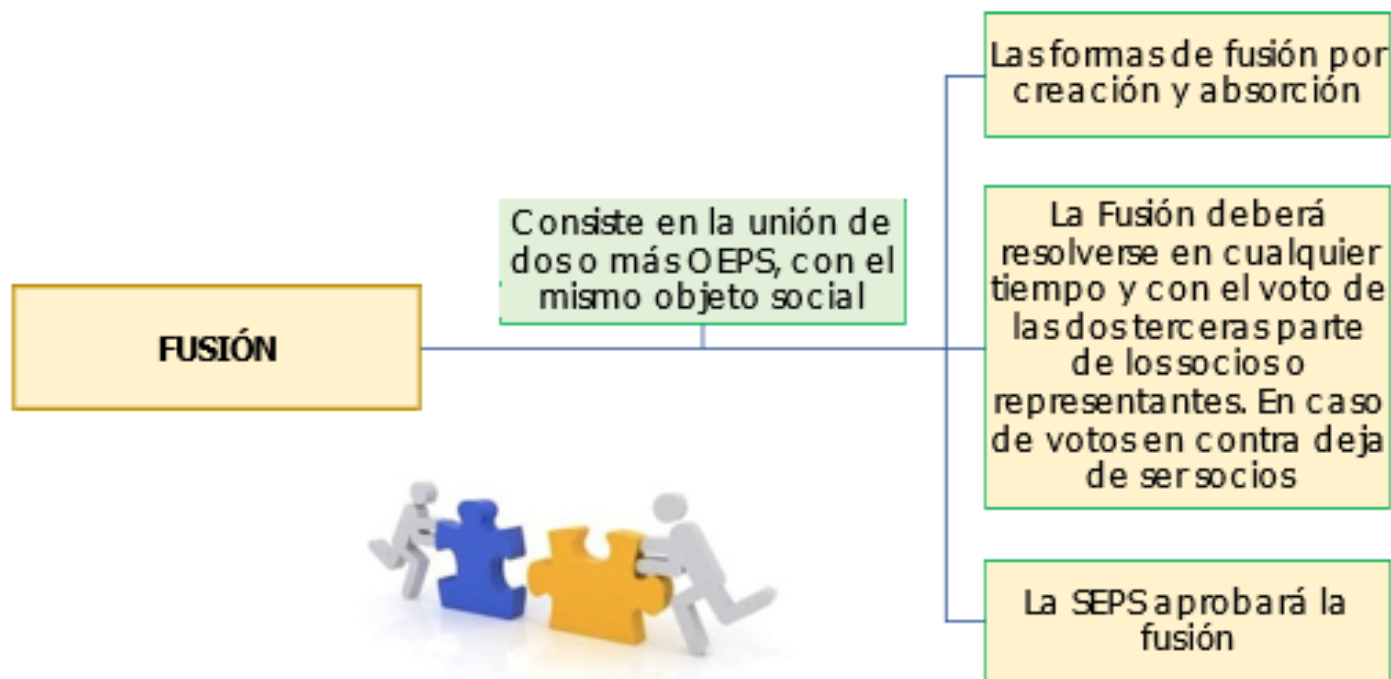 FUSIÓN
Consiste en la unión de
dos o más OEPS, con el
mismo objeto social
Las formas de fusión por
creación y absorción
La Fusión deberá
resolverse en cualquier
tiempo y con el voto de
las dos terceras parte
de los socios o
representantes. En caso
de votos en contra deja
de ser socios
La SEPS aprobará la
fusión